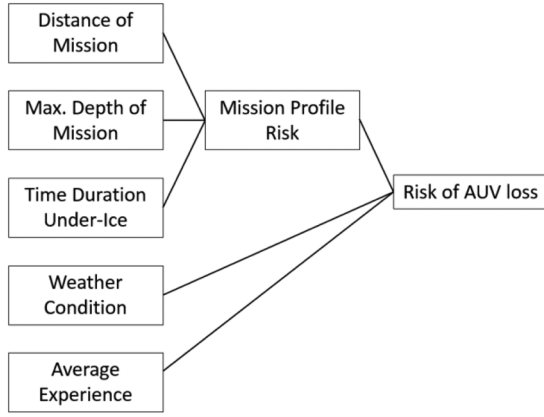 Distance of
Mission
Max. Depth of
Mission
Mission Profile
Risk
Time Duration
Under-Ice
Risk of AUV loss
Weather
Condition
Average
Experience